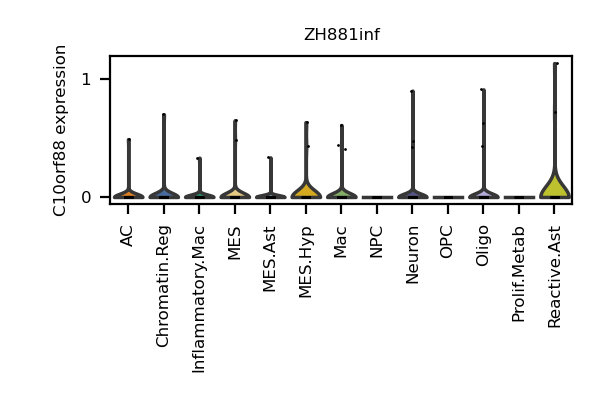 ZH881inf
C10orf88 expression
1
0
AC
Chromatin.Reg
Inflammatory.Mac
MES
MES.Ast
MES.Hyp
Mac
NPC
Neuron
OPC
Oligo
Prolif.Metab
Reactive.Ast